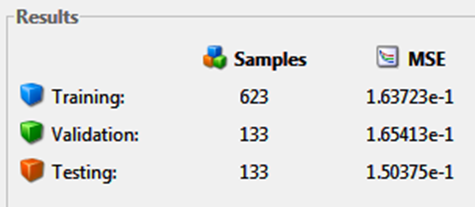 Results
Samples MSE
Training: 623 1.63723e-1
Validation: 133 1.65413e-1
Testing: 133 1.50375e-1